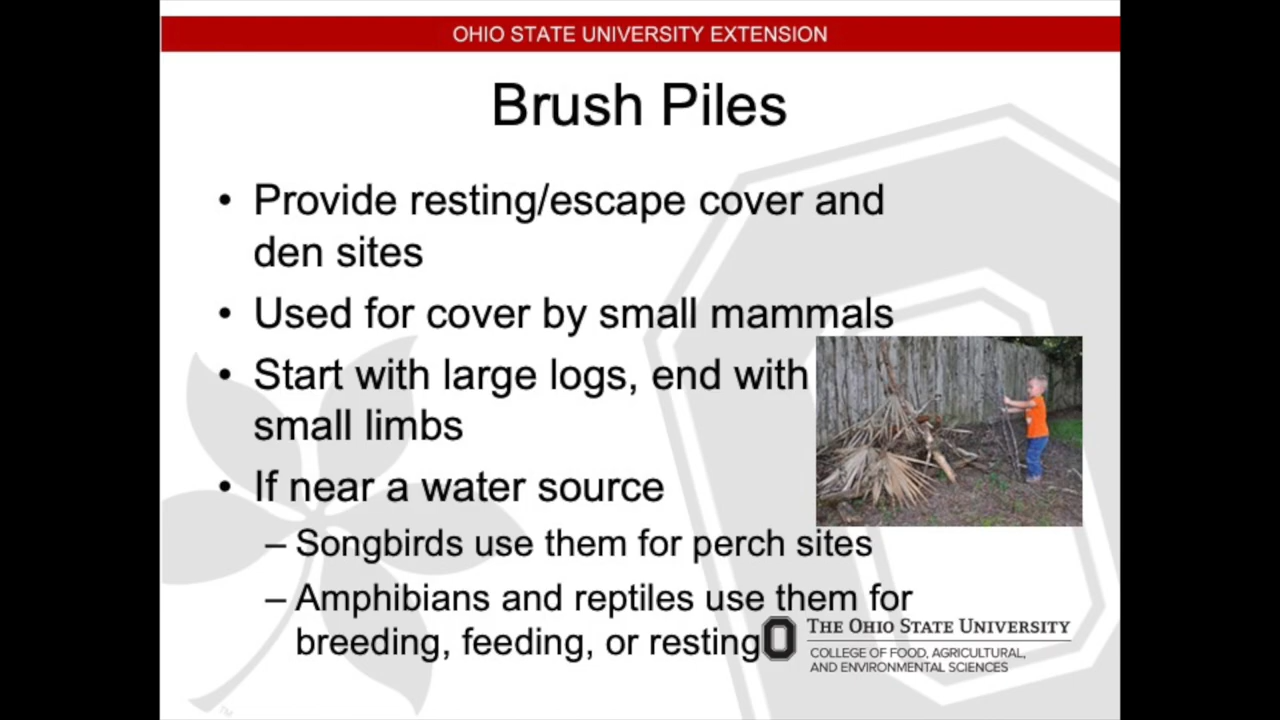 OHIO STATE UNIVERSITY EXTENSION
Brush Piles
• Provide resting/escape cover and
den sites
• Used for cover by small mammals
• Start with large logs, end with
small limbs
• If near a water source
– Songbirds use them for perch sites
– Amphibians and reptiles use them for
breeding, feeding, or resting
THE OHIO STATE UNIVERSITY
COLLEGE OF FOOD, AGRICULTURAL,
AND ENVIRONMENTAL SCIENCES
TM